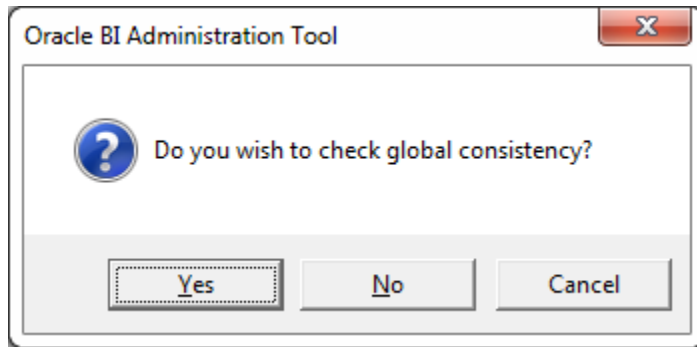 Oracle BI Administration Tool
Do you wish to check global consistency?
Yes
No
Cancel